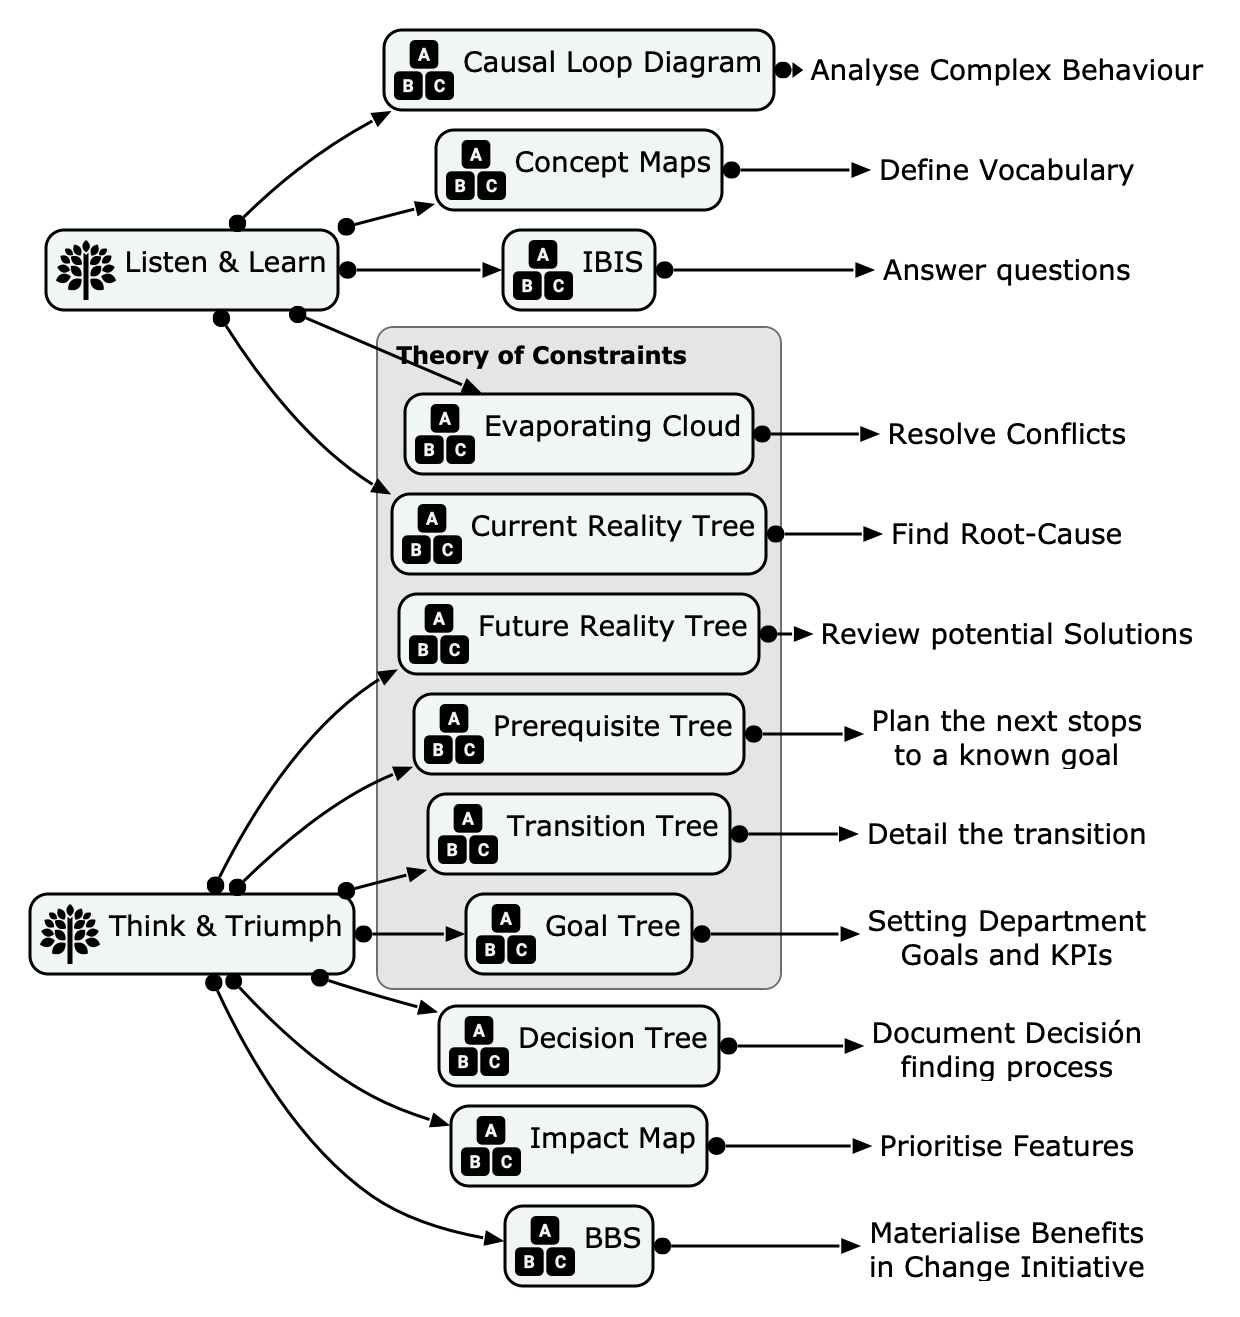 A
B C
Causal Loop Diagram
Analyse Complex Behaviour
A
B C
Concept Maps
Define Vocabulary
Listen & Learn
A
B C
IBIS
Answer questions
Theory of Constraints
A
B C
Evaporating Cloud
Resolve Conflicts
A
B C
Current Reality Tree
Find Root-Cause
A
B C
Future Reality Tree
Review potential Solutions
A
B C
Prerequisite Tree
Plan the next stops
to a known goal
A
B C
Transition Tree
Detail the transition
Think & Triumph
A
B C
Goal Tree
Setting Department
Goals and KPIs
A
B C
Decision Tree
Document Decisión
finding process
A
B C
Impact Map
Prioritise Features
A
B C
BBS
Materialise Benefits
in Change Initiative